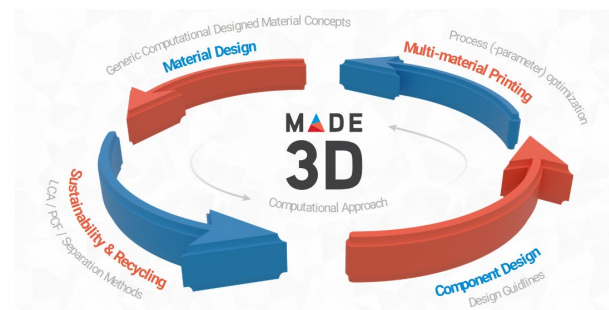 Generic Computational Designed Material Concepts
Material Design
Process (-parameter) optimization
Multi-material Printing
MADE
3D
Computational Approach
Sustainability & Recycling
LCA / PCF / Separation Methods
Component Design
Design Guidlines